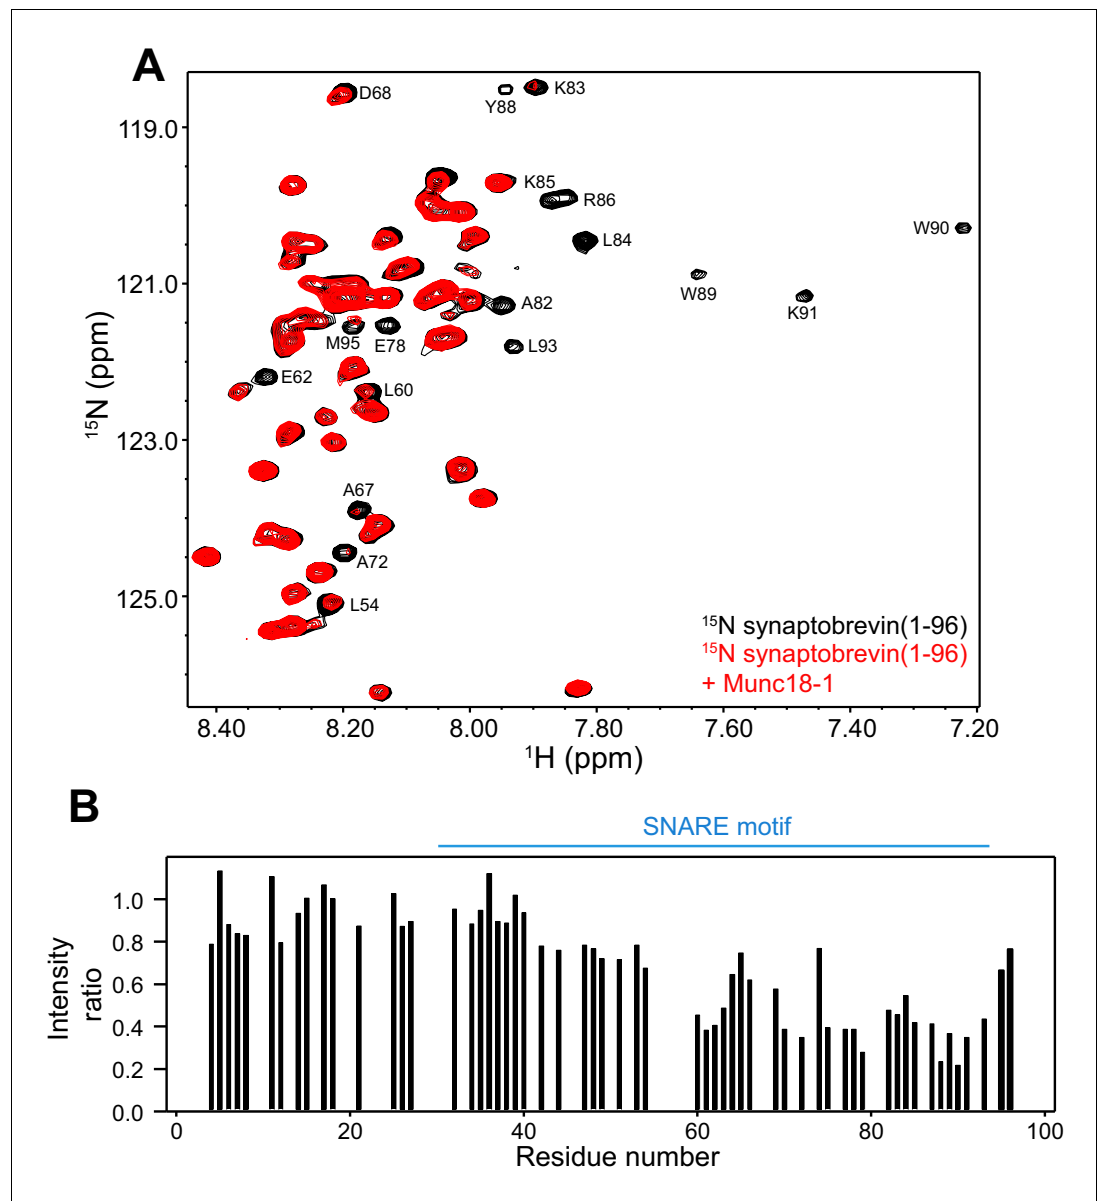 A
D68
K83
Y88
119.0
K85
R86
W90
L84
121.0
W89
A82
K91
M95
E78
L93
E62
L60
15N (ppm)
123.0
A67
A72
125.0
L54
15N synaptobrevin(1-96)
15N synaptobrevin(1-96)
+ Munc18-1
8.40 8.20 8.00 7.80 7.60 7.40 7.20
1H (ppm)
B
SNARE motif
1.0
0.8
0.6
0.4
0.2
0.0
Intensity
ratio
0 20 40 60 80 100
Residue number